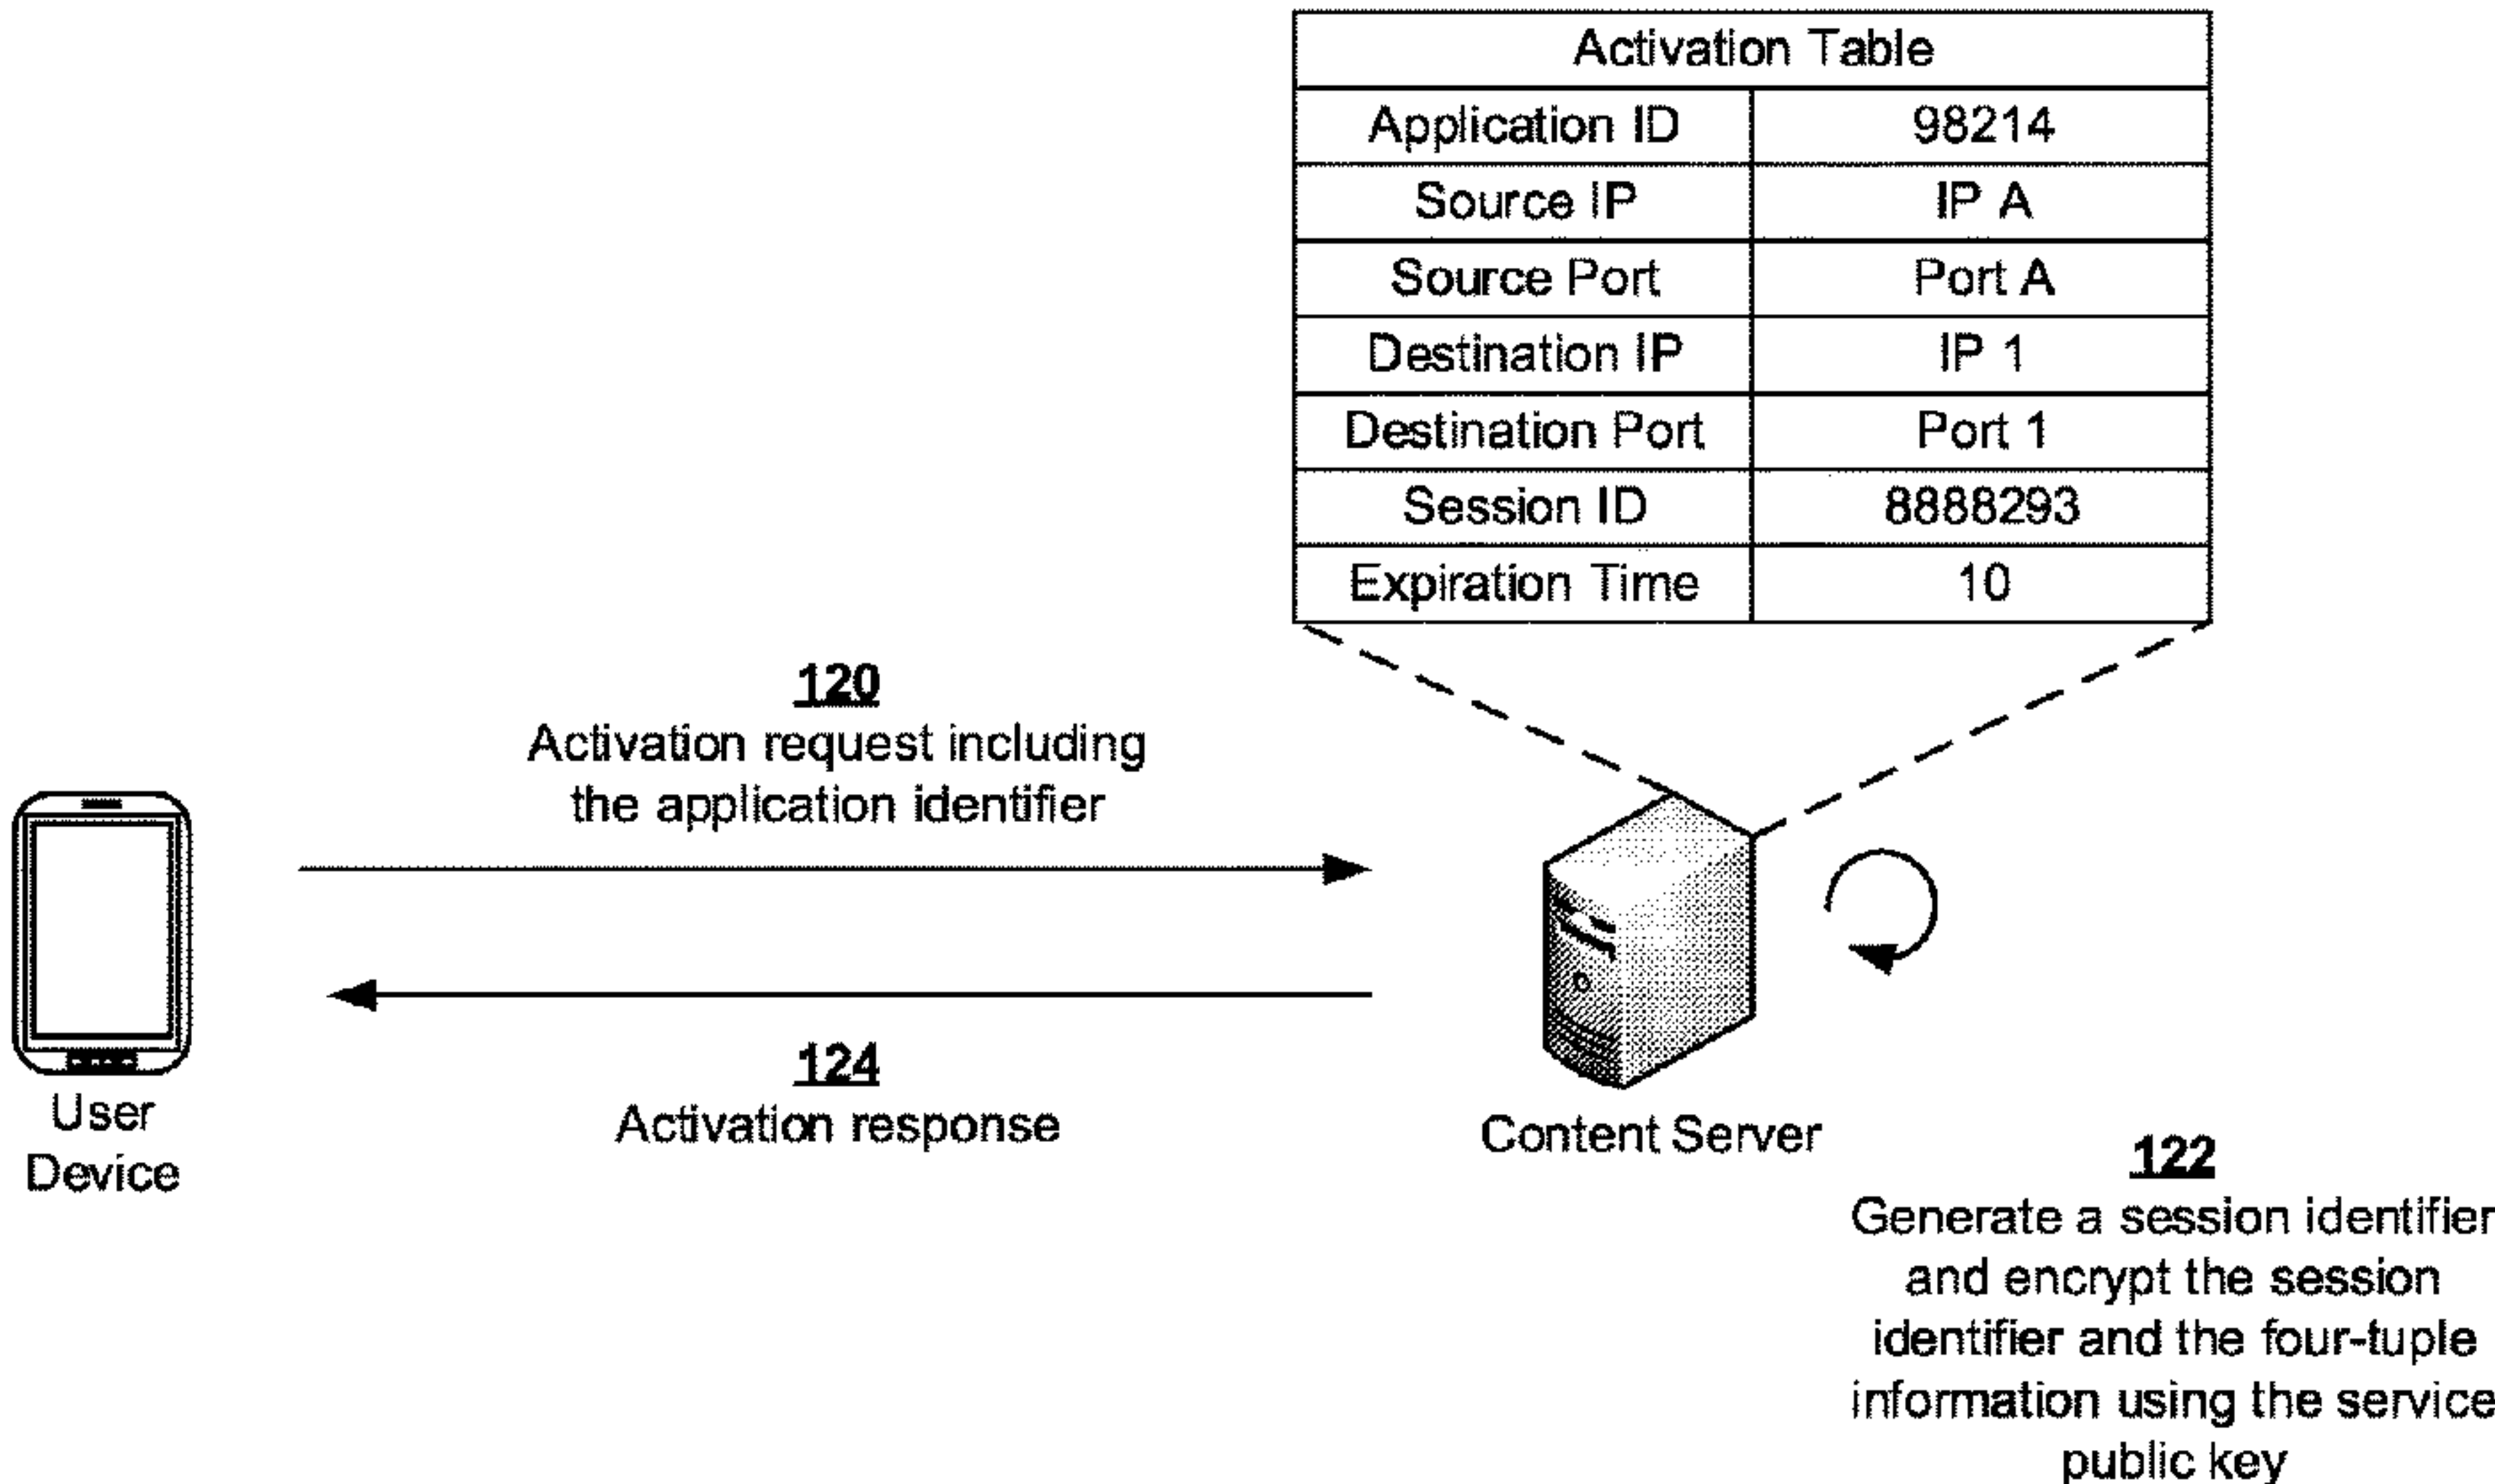 Activation Table
Application ID 98214
Source IP IP A
Source Port Port A
Destination IP IP 1
Destination Port Port 1
Session ID 8888293
Expiration Time 10
120
Activation request including
the application identifier
124
Activation response
User
Device
Content Server
122
Generate a session identifier
and encrypt the session
identifier and the four-tuple
information using the service
public key